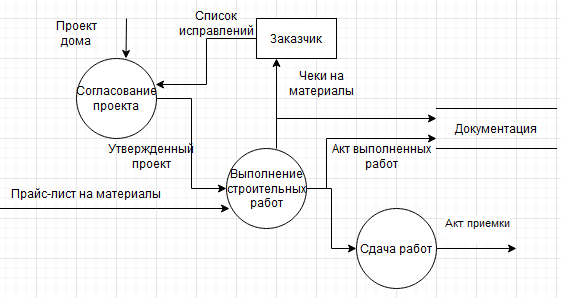 Проект
дома
Список
исправлений
Заказчик
Согласование
проекта
Чеки на
материалы
Документация
Утвержденный
проект
Акт выполненных
работ
Выполнение
строительных
работ
Прайс-лист на материалы
Акт приемки
Сдача работ